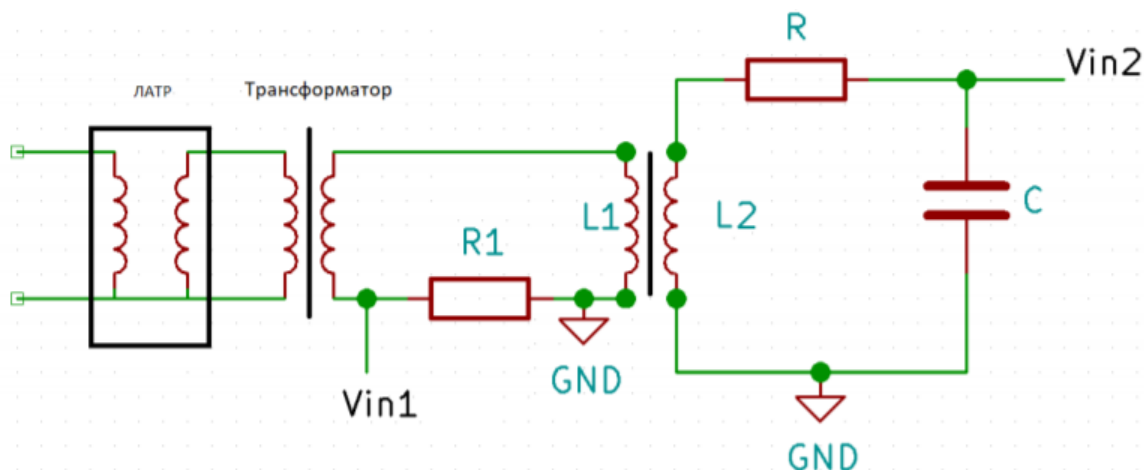 R
Vin2
ЛАТР
Трансформатор
C
L1
L2
R1
GND
Vin1
GND